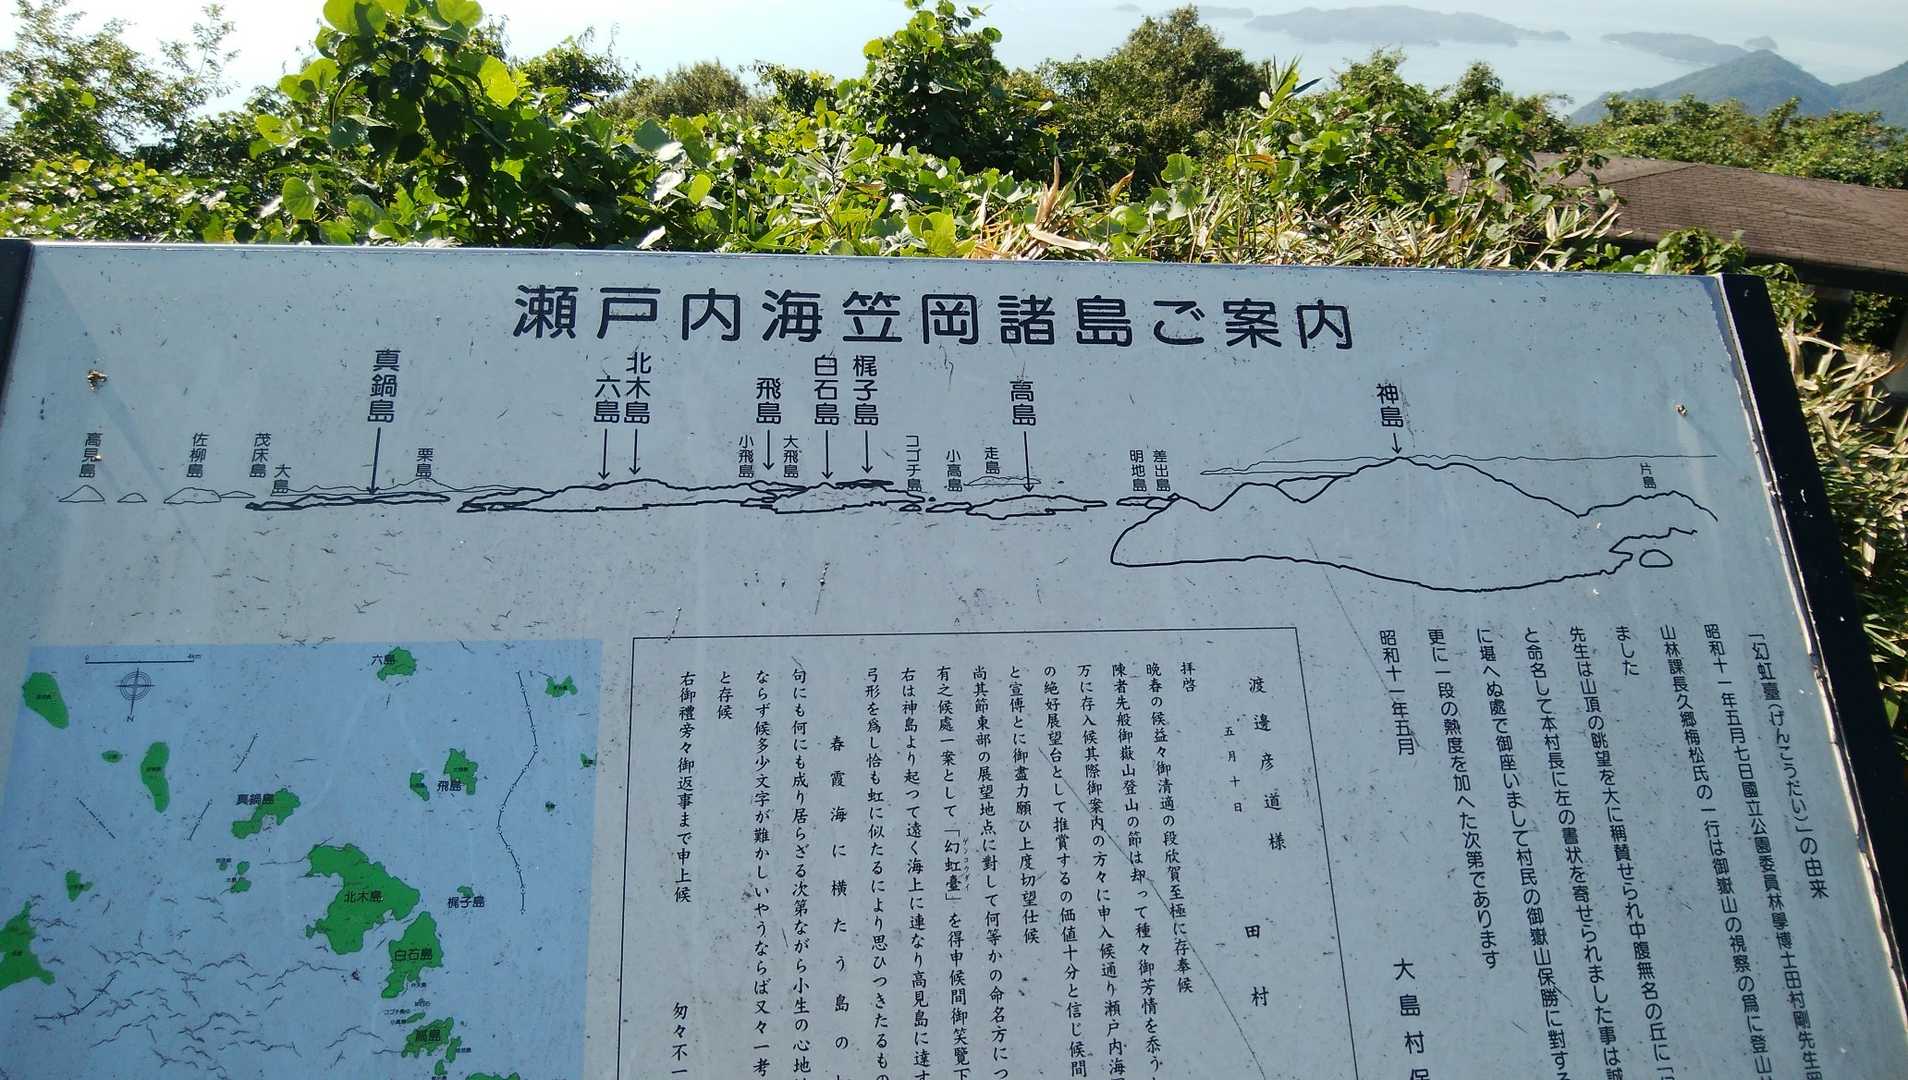 瀬戸内海笠岡諸島ご案内
高見島
佐柳島
茂床島
大島
真鍋島
栗島
六島
北木島
小飛島
飛島
大飛島
白石島
梶子島
コゴチ島
小高島
走島
高島
明地島
差出島
神島
片島
4km
N
六島
真鍋島
飛島
北木島
梶子島
白石島
高島
「幻虹臺(げんこうだい)」の由来
昭和十一年五月七日國立公園委員林學博士田村剛先生
山林課長久郷梅松氏の一行は御嶽山の視察の爲に登山
ました
先生は山頂の眺望を大に稱賛せられ中腹無名の丘に「
と命名して本村長に左の書状を寄せられました事は誠
に堪へぬ處で御座いまして村民の御嶽山保勝に對する
更に一段の熱度を加へた次第であります
昭和十一年五月
大島村保
渡邊彦道様
五月十日
田村
拝啓
晩春の候益々御清適の段欣賀至極に存奉候
陳者先般御嶽山登山の節は却って種々御芳情を忝う
万に存入候其際御案内の方々に申入候通り瀬戸内海
の絶好展望台として推賞するの価値十分と信じ候間
と宣傳とに御盡力願ひ上度切望仕候
尚其節東部の展望地点に對して何等かの命名方につ
有之候處一案として「幻虹臺」を得申候間御笑覽下
ゲンコウダイ
右は神島より起つて遠く海上に連なり高見島に達す
弓形を爲し恰も虹に似たるにより思ひつきたるもの
春霞海に横たう島の
句にも何にも成り居らざる次第ながら小生の心地
ならず候多少文字が難かしいやうならば又々一考
と存候
右御禮旁々御返事まで申上候
匆々不一